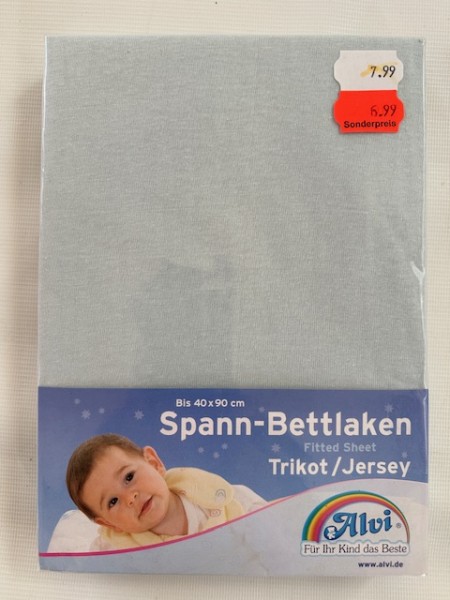 7.99
6.99
Sonderpreis
Bis 40 x 90 cm
Spann-Bettlaken
Fitted Sheet
Trikot/Jersey
Alvi®
Für Ihr Kind das Beste
www.alvi.de